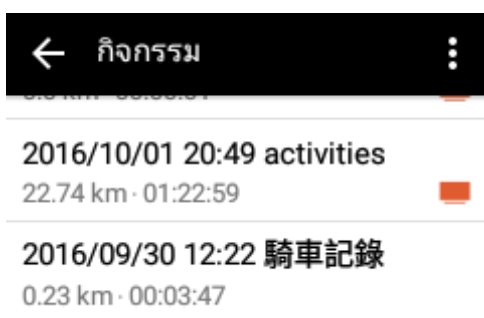 กิจกรรม
2016/10/01 20:49 activities
22.74 km · 01:22:59
2016/09/30 12:22 騎車記錄
0.23 km · 00:03:47